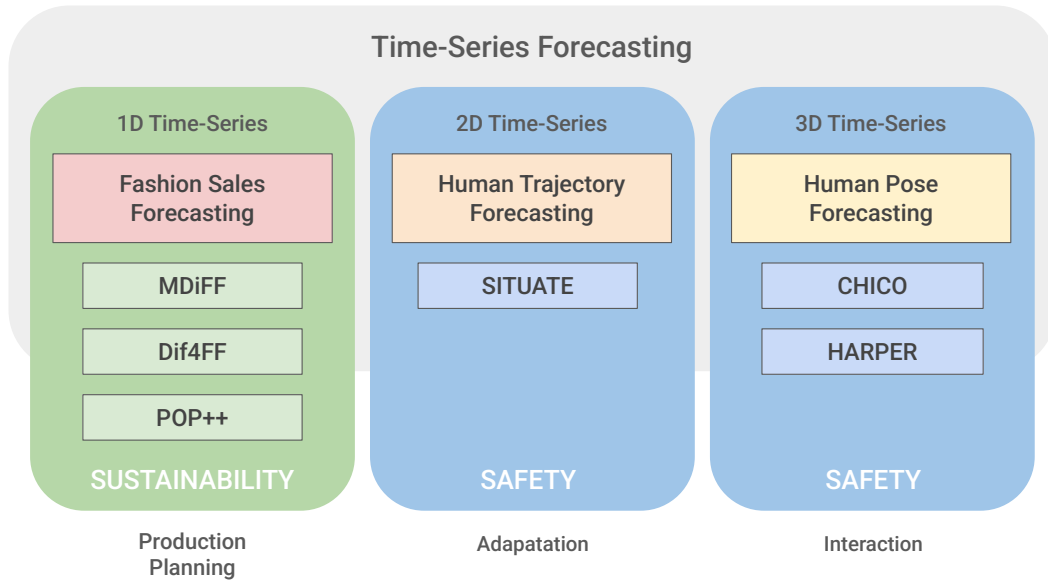 Time-Series Forecasting
1D Time-Series
Fashion Sales
Forecasting
MDiFF
Dif4FF
POP++
SUSTAINABILITY
Production
Planning
2D Time-Series
Human Trajectory
Forecasting
SITUATE
SAFETY
Adapatation
3D Time-Series
Human Pose
Forecasting
CHICO
HARPER
SAFETY
Interaction